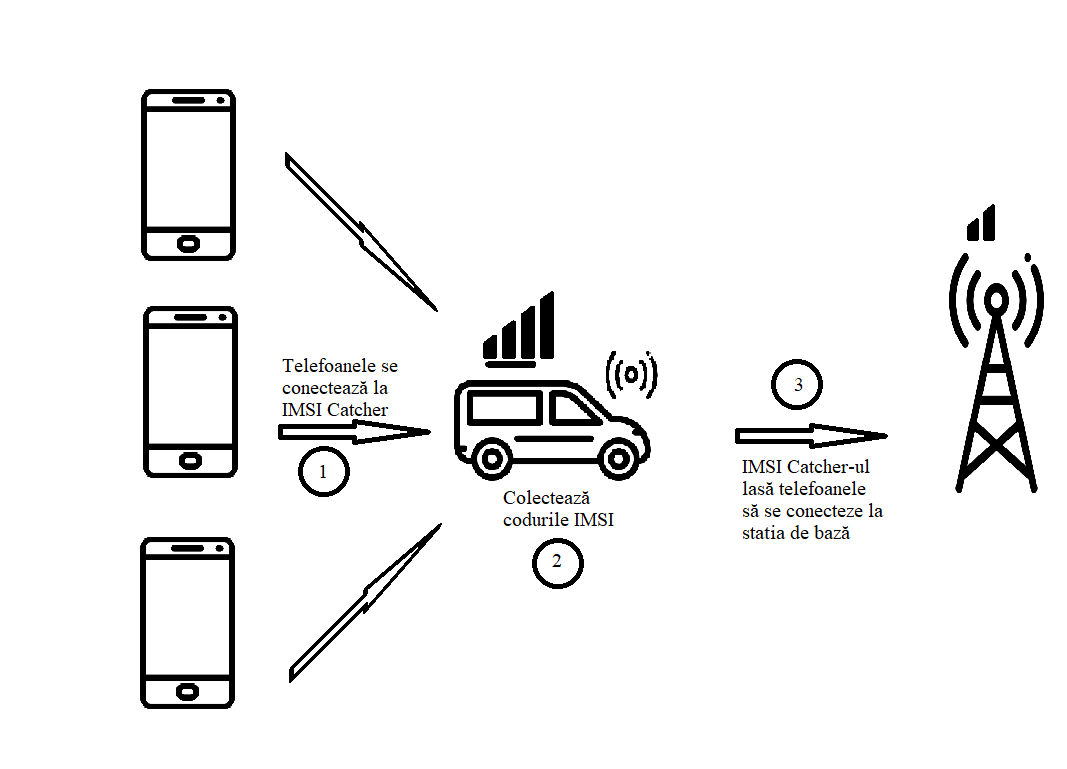 Telefoanele se
conectează la
IMSI Catcher
1
Colectează
codurile IMSI
2
3
IMSI Catcher-ul
lasă telefoanele
să se conecteze la
statia de bază